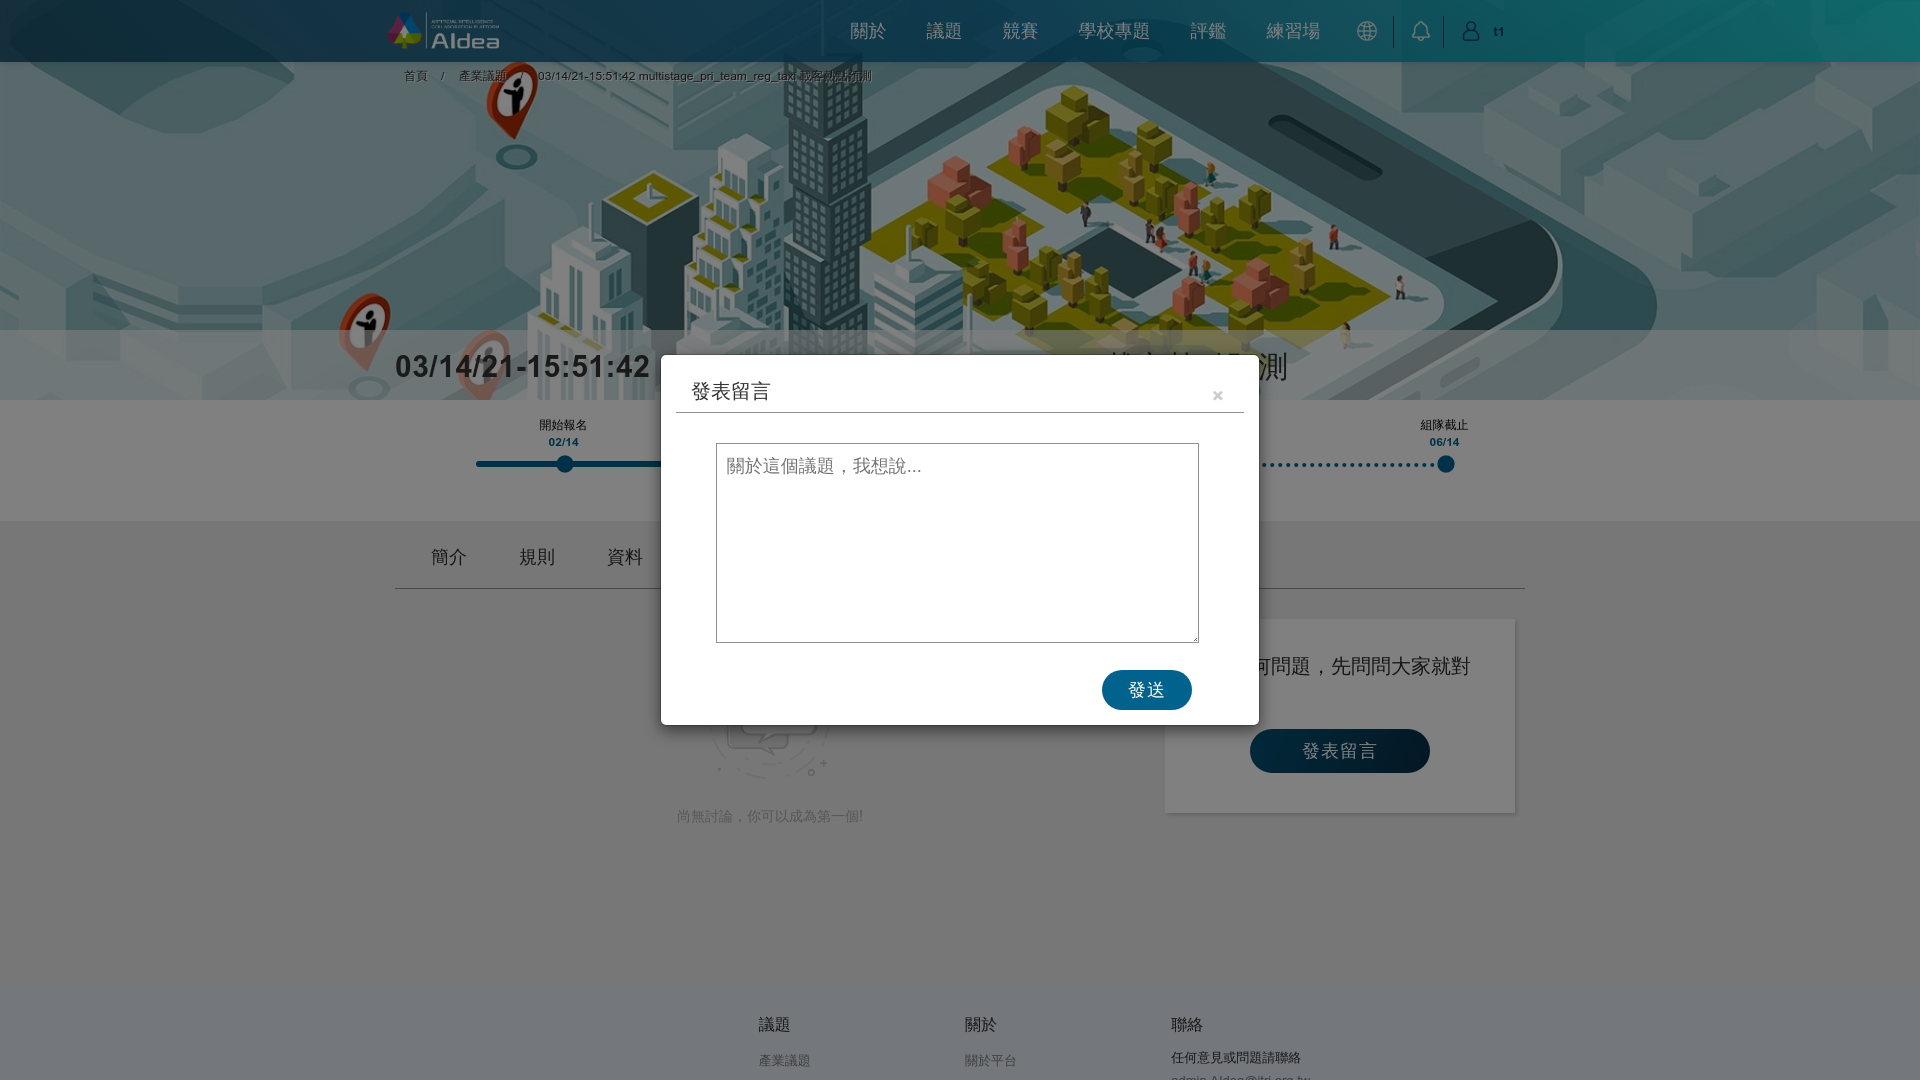 AIdea
關於
議題
競賽
學校專題
評鑑
練習場
t1
首頁 / 產業議題 / 03/14/21-15:51:42 multistage_pri_team_reg_taxi
03/14/21-15:51:42
測
開始報名
02/14
組隊截止
06/14
發表留言
×
關於這個議題，我想說...
發送
簡介
規則
資料
何問題，先問問大家就對
發表留言
尚無討論，你可以成為第一個!
議題
關於
聯絡
產業議題
關於平台
任何意見或問題請聯絡
admin.AIdea@itri.org.tw